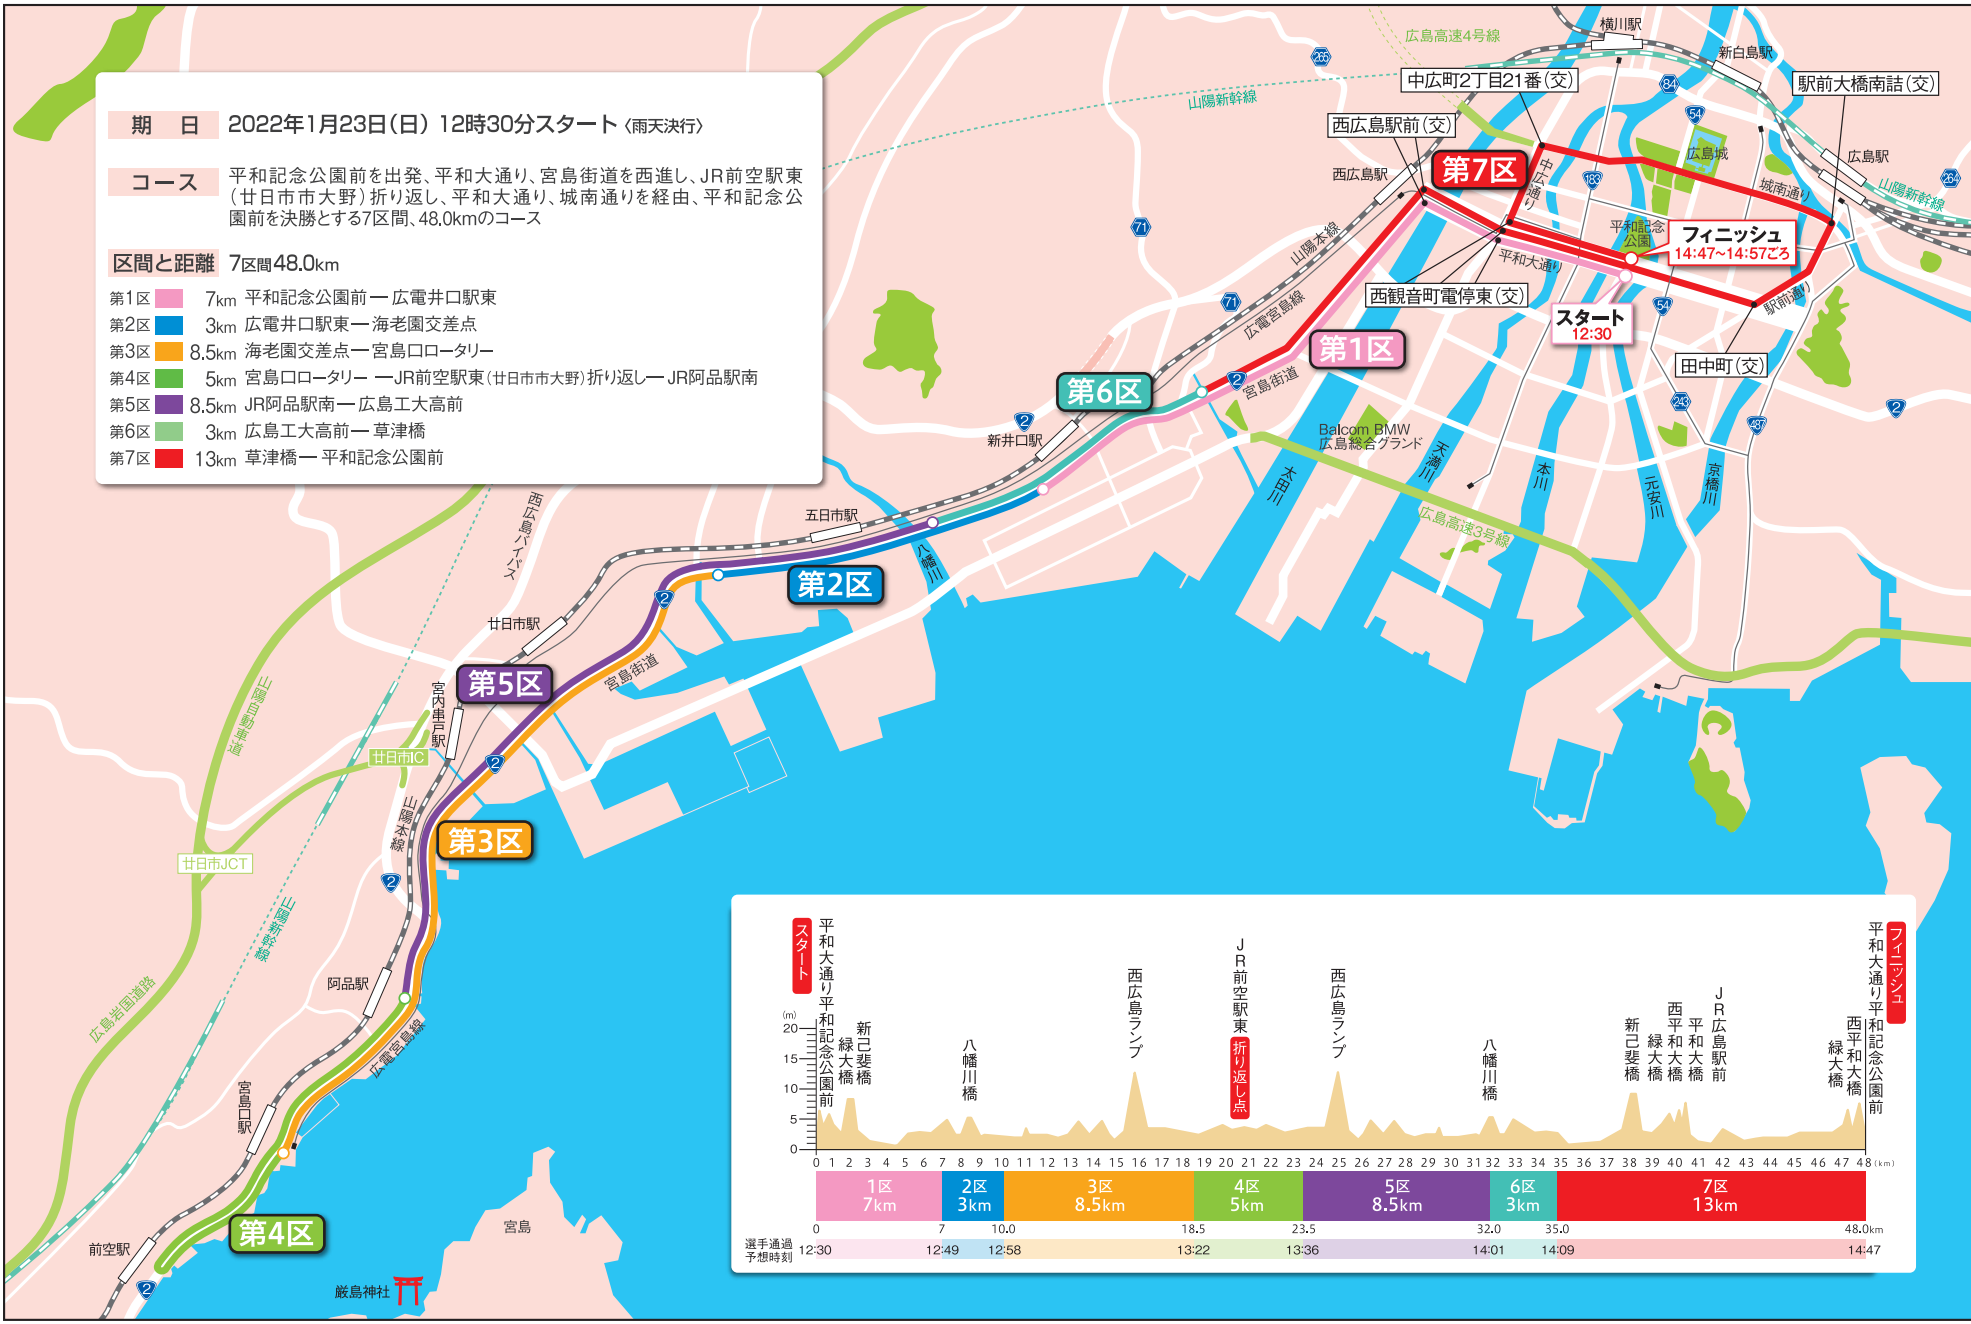 期 日 2022年1月23日(日) 12時30分スタート〈雨天決行〉
コース 平和記念公園前を出発、平和大通り、宮島街道を西進し、JR前空駅東
(廿日市市大野)折り返し、平和大通り、城南通りを経由、平和記念公
園前を決勝とする7区間、48.0kmのコース
区間と距離 7区間48.0km
第1区 7km 平和記念公園前ー広電井口駅東
第2区 3km 広電井口駅東ー海老園交差点
第3区 8.5km 海老園交差点ー宮島口ロータリー
第4区 5km 宮島口ロータリー ーJR前空駅東(廿日市市大野)折り返しーJR阿品駅南
第5区 8.5km JR阿品駅南ー広島工大高前
第6区 3km 広島工大高前ー草津橋
第7区 13km 草津橋ー平和記念公園前
横川駅
広島高速4号線
新白島駅
265
中広町2丁目21番(交)
84
駅前大橋南詰(交)
山陽新幹線
54
西広島駅前(交)
広島城
広島駅
第7区
西広島駅
中広通り
183
城南通り
山陽新幹線
264
平和記念
公園
フィニッシュ
14:47~14:57ごろ
71
山陽本線
平和大通り
西観音町電停東(交)
71
広電宮島線
54
駅前通り
スタート
12:30
第1区
田中町(交)
2
宮島街道
第6区
243
2
487
新井口駅
2
Balcom BMW
広島総合グランド
太田川
天満川
本川
元安川
京橋川
広島高速3号線
西広島バイパス
五日市駅
八幡川
第2区
2
廿日市駅
宮島街道
第5区
宮内串戸駅
山陽自動車道
廿日市IC
2
山陽本線
第3区
廿日市JCT
2
山陽新幹線
阿品駅
広島岩国道路
広電宮島線
宮島口駅
第4区
前空駅
2
宮島
厳島神社
スタート
平和大通り平和記念公園前
緑大橋
新己斐橋
八幡川橋
西広島ランプ
JR前空駅東
折り返し点
西広島ランプ
八幡川橋
新己斐橋
緑大橋
西平和大橋
平和大橋
JR広島駅前
緑大橋
西平和大橋
平和大通り平和記念公園前
フィニッシュ
(m)
20
15
10
5
0
0 1 2 3 4 5 6 7 8 9 10 11 12 13 14 15 16 17 18 19 20 21 22 23 24 25 26 27 28 29 30 31 32 33 34 35 36 37 38 39 40 41 42 43 44 45 46 47 48 (km)
1区 2区 3区 4区 5区 6区 7区
7km 3km 8.5km 5km 8.5km 3km 13km
0 7 10.0 18.5 23.5 32.0 35.0 48.0km
選手通過
予想時刻
12:30 12:49 12:58 13:22 13:36 14:01 14:09 14:47